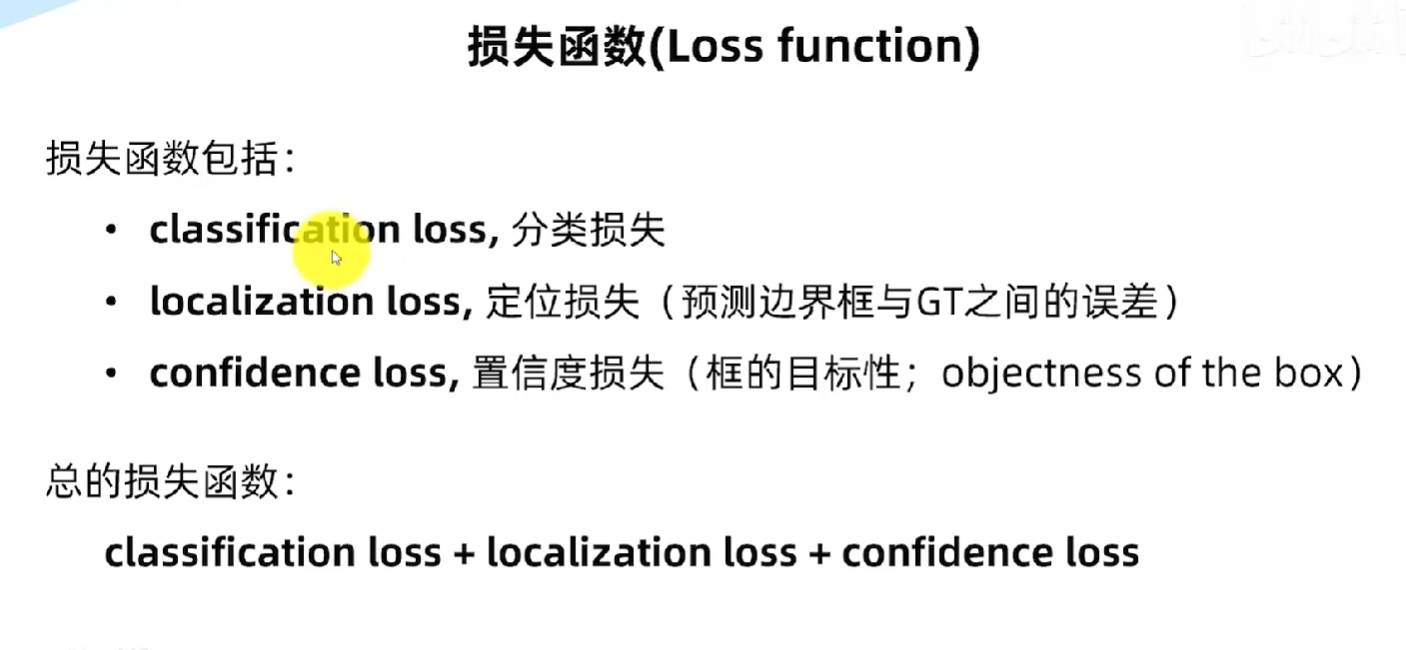 损失函数(Loss function)
损失函数包括：
• classification loss, 分类损失
• localization loss, 定位损失（预测边界框与GT之间的误差）
• confidence loss, 置信度损失（框的目标性；objectness of the box）
总的损失函数：
classification loss + localization loss + confidence loss